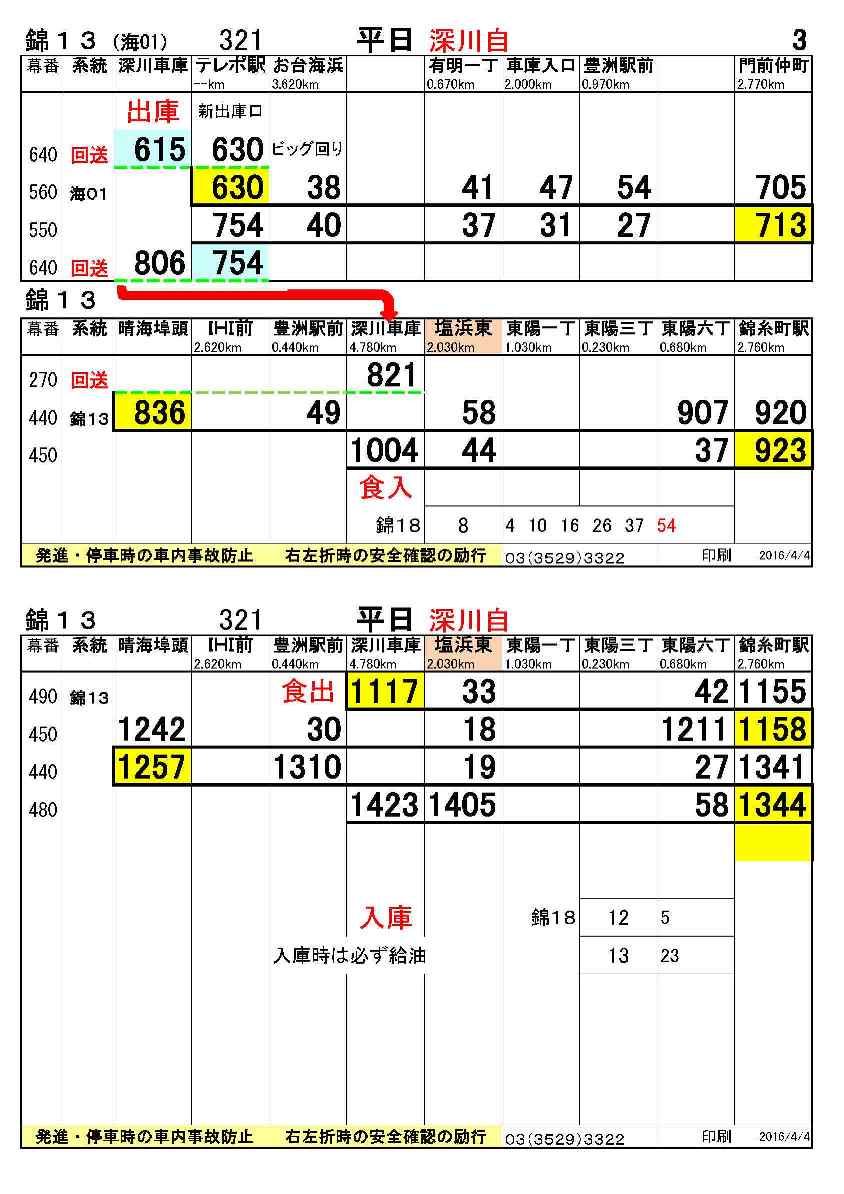 錦１３ (海01) 321 平日 深川自 3
幕番 系統 深川車庫 テレポ駅 お台海浜 有明一丁 車庫入口 豊洲駅前 門前仲町
--km 3.620km 0.670km 2.000km 0.970km 2.770km
出庫 新出庫口
640 回送 615 630 ビッグ回り
560 海01 630 38 41 47 54 705
550 754 40 37 31 27 713
640 回送 806 754
錦１３
幕番 系統 晴海埠頭 IHI前 豊洲駅前 深川車庫 塩浜東 東陽一丁 東陽三丁 東陽六丁 錦糸町駅
2.620km 0.440km 4.780km 2.030km 1.030km 0.230km 0.680km 2.760km
270 回送 821
440 錦13 836 49 58 907 920
450 1004 44 37 923
食入
錦18 8 4 10 16 26 37 54
発進・停車時の車内事故防止 右左折時の安全確認の励行 03(3529)3322 印刷 2016/4/4
錦１３ 321 平日 深川自
幕番 系統 晴海埠頭 IHI前 豊洲駅前 深川車庫 塩浜東 東陽一丁 東陽三丁 東陽六丁 錦糸町駅
2.620km 0.440km 4.780km 2.030km 1.030km 0.230km 0.680km 2.760km
490 錦13 食出 1117 33 42 1155
450 1242 30 18 1211 1158
440 1257 1310 19 27 1341
480 1423 1405 58 1344
入庫 錦18 12 5
入庫時は必ず給油 13 23
発進・停車時の車内事故防止 右左折時の安全確認の励行 03(3529)3322 印刷 2016/4/4